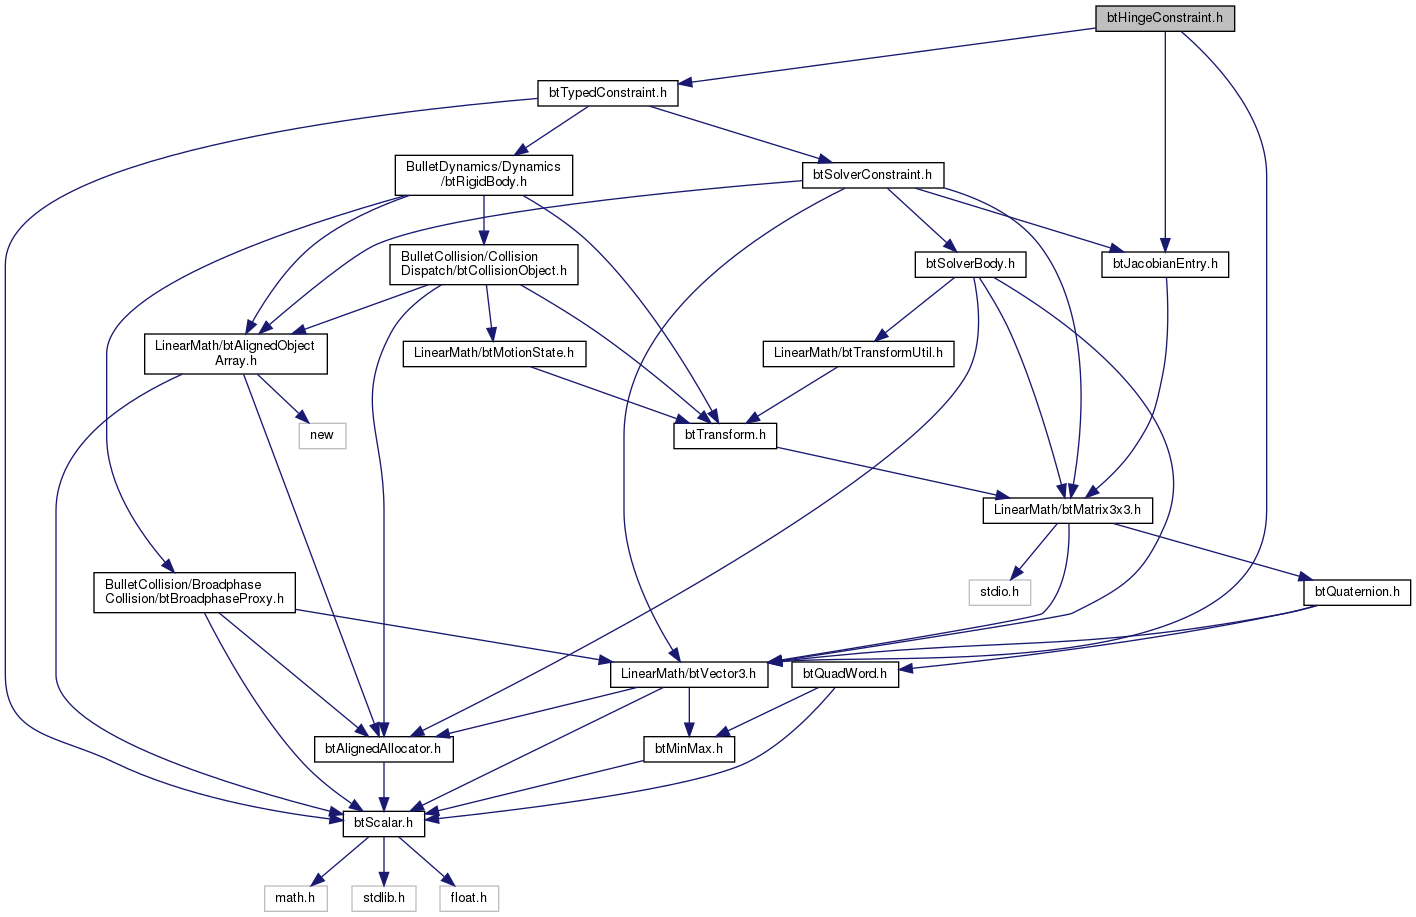 btHingeConstraint.h
btTypedConstraint.h
BulletDynamics/Dynamics
/btRigidBody.h
btSolverConstraint.h
BulletCollision/Collision
Dispatch/btCollisionObject.h
btSolverBody.h
btJacobianEntry.h
LinearMath/btAlignedObject
Array.h
LinearMath/btMotionState.h
LinearMath/btTransformUtil.h
new
btTransform.h
LinearMath/btMatrix3x3.h
BulletCollision/Broadphase
Collision/btBroadphaseProxy.h
stdio.h
btQuaternion.h
LinearMath/btVector3.h
btQuadWord.h
btAlignedAllocator.h
btMinMax.h
btScalar.h
math.h
stdlib.h
float.h